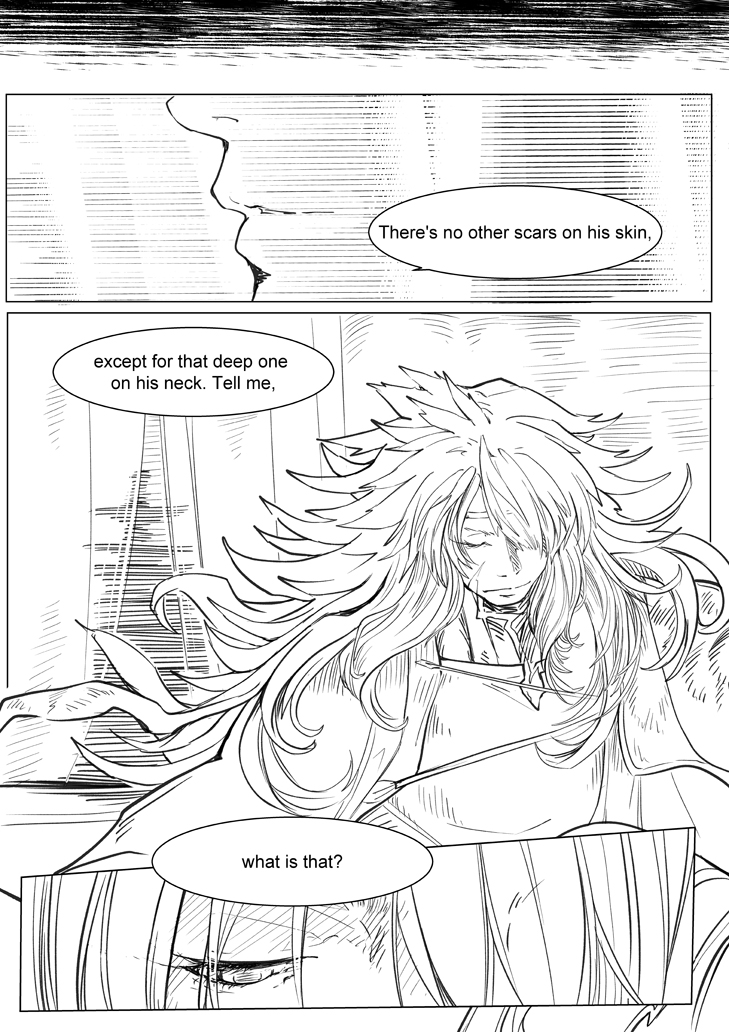 There's no other scars on his skin,
except for that deep one
on his neck. Tell me,
what is that?